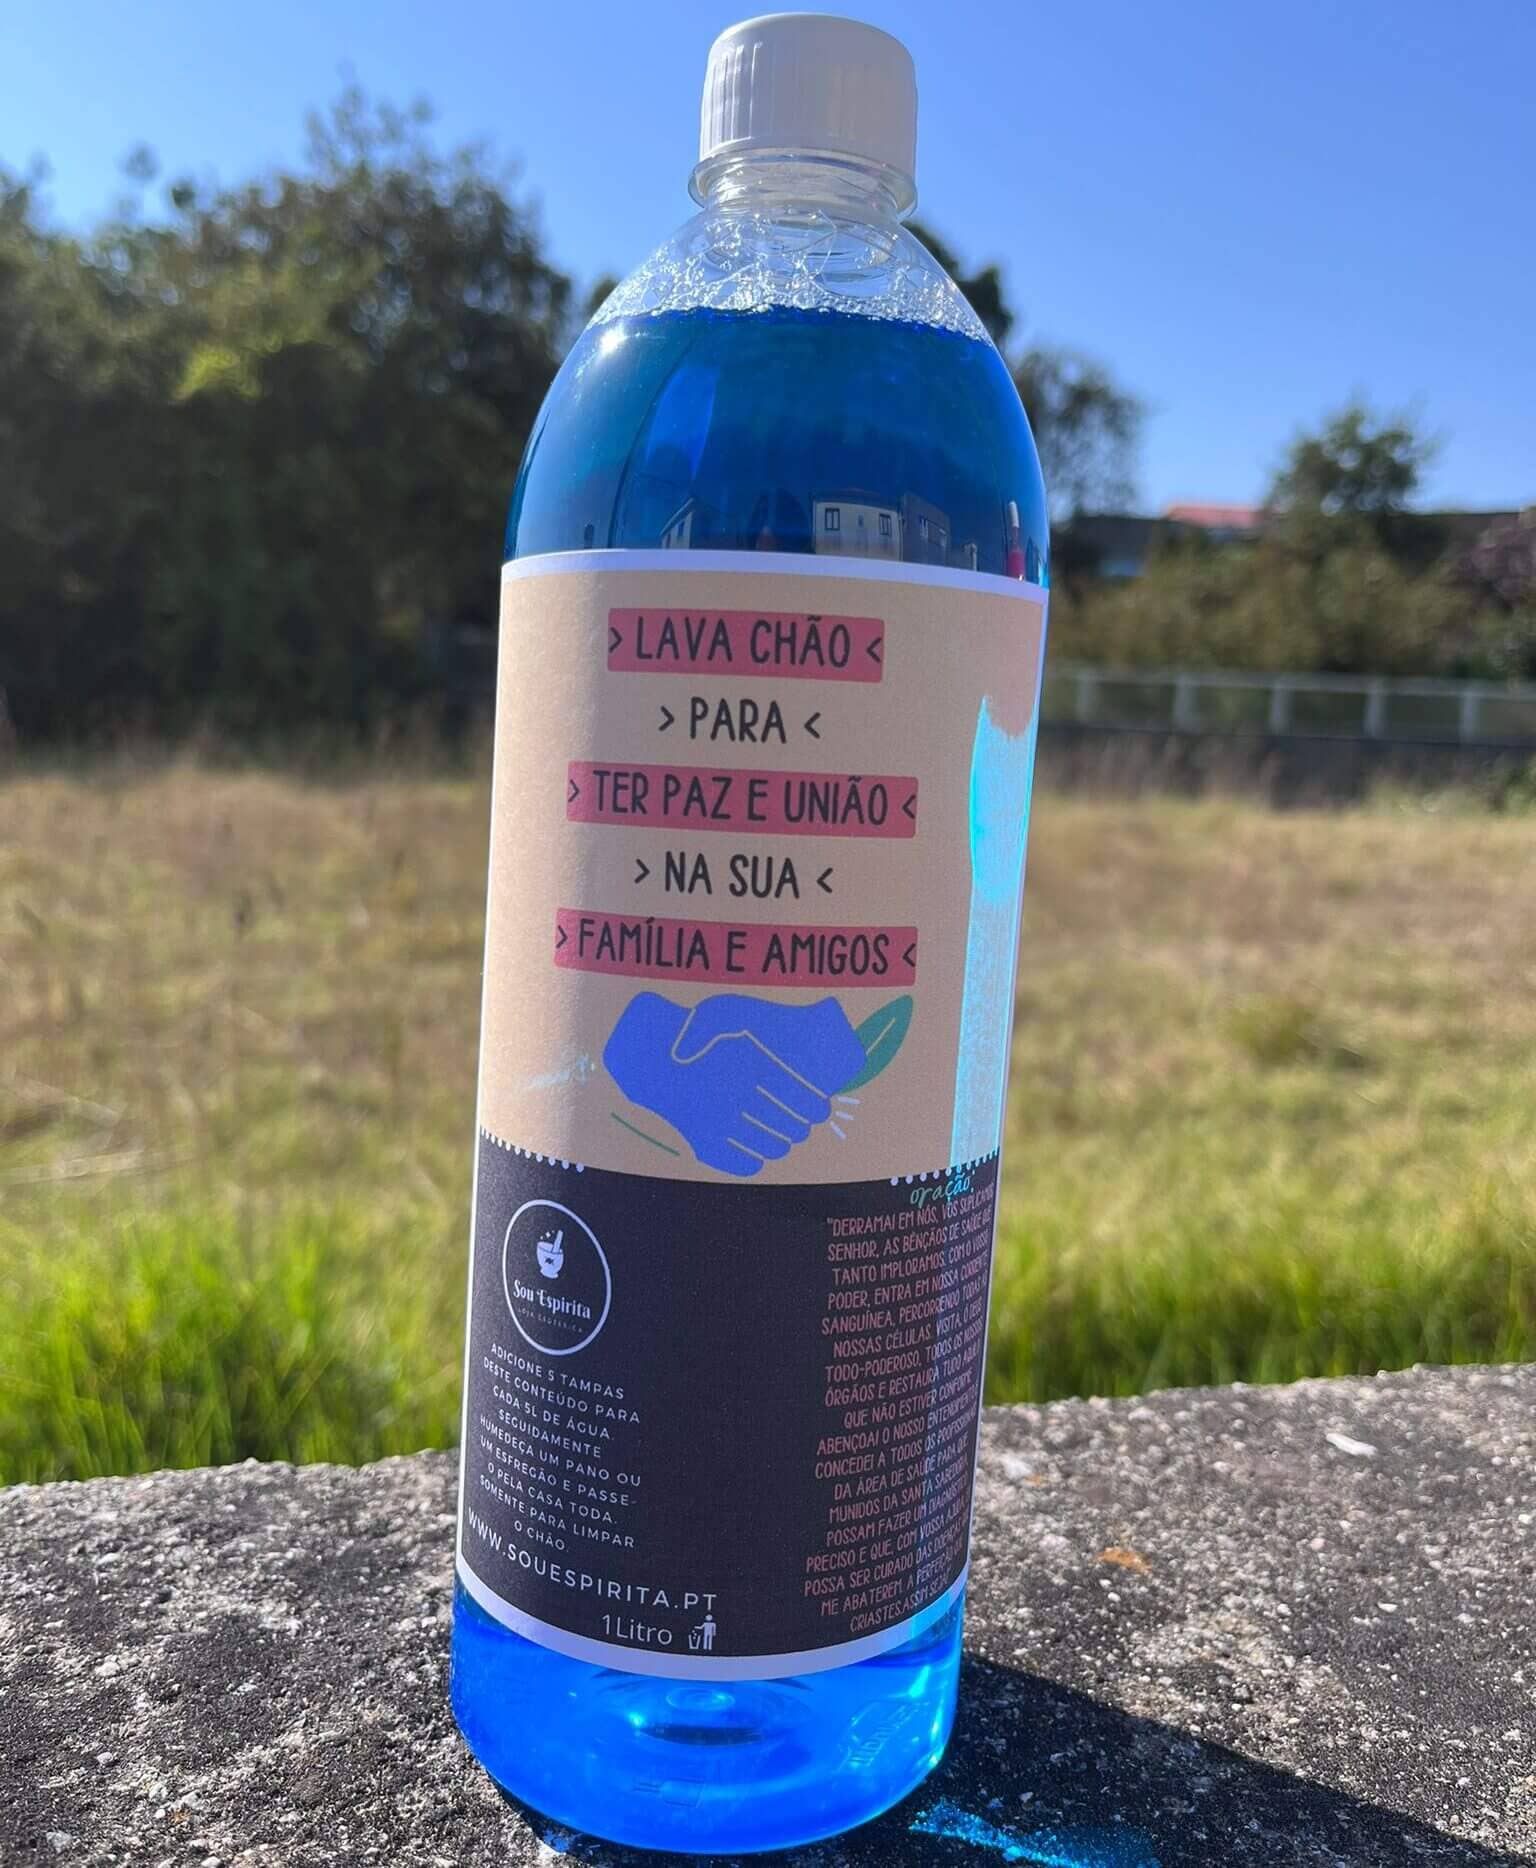 > LAVA CHÃO <
> PARA <
> TER PAZ E UNIÃO <
> NA SUA <
> FAMÍLIA E AMIGOS <
Sou Espirita
LOJA ESOTERICA
ADICIONE 5 TAMPAS
DESTE CONTEÚDO PARA
CADA 5L DE ÁGUA.
SEGUIDAMENTE
HUMEDEÇA UM PANO OU
UM ESFREGÃO E PASSE-
O PELA CASA TODA.
SOMENTE PARA LIMPAR
O CHÃO.
WWW.SOUESPIRITA.PT
1Litro
oração:
"DERRAMAI EM NÓS, VOS SUPLICAMOS
SENHOR, AS BÊNÇÃOS DE SAÚDE QUE
TANTO IMPLORAMOS. COM O VOSSO
PODER, ENTRA EM NOSSA CORRENTE
SANGUÍNEA, PERCORRENDO TODAS AS
NOSSAS CÉLULAS. VISITA, Ó DEUS
TODO-PODEROSO, TODOS OS NOSSOS
ÓRGÃOS E RESTAURA TUDO AQUILO
QUE NÃO ESTIVER CONFORME.
ABENÇOAI O NOSSO ENTENDIMENTO E
CONCEDEI A TODOS OS PROFISSIONAIS
DA ÁREA DE SAÚDE PARA QUE
MUNIDOS DA SANTA SABEDORIA
POSSAM FAZER UM DIAGNÓSTICO
PRECISO E QUE, COM VOSSA AJUDA,
POSSA SER CURADO DAS DOENÇAS QUE
ME ABATEREM. A PERFEIÇÃO QUE
CRIASTES, ASSIM SEJA!"